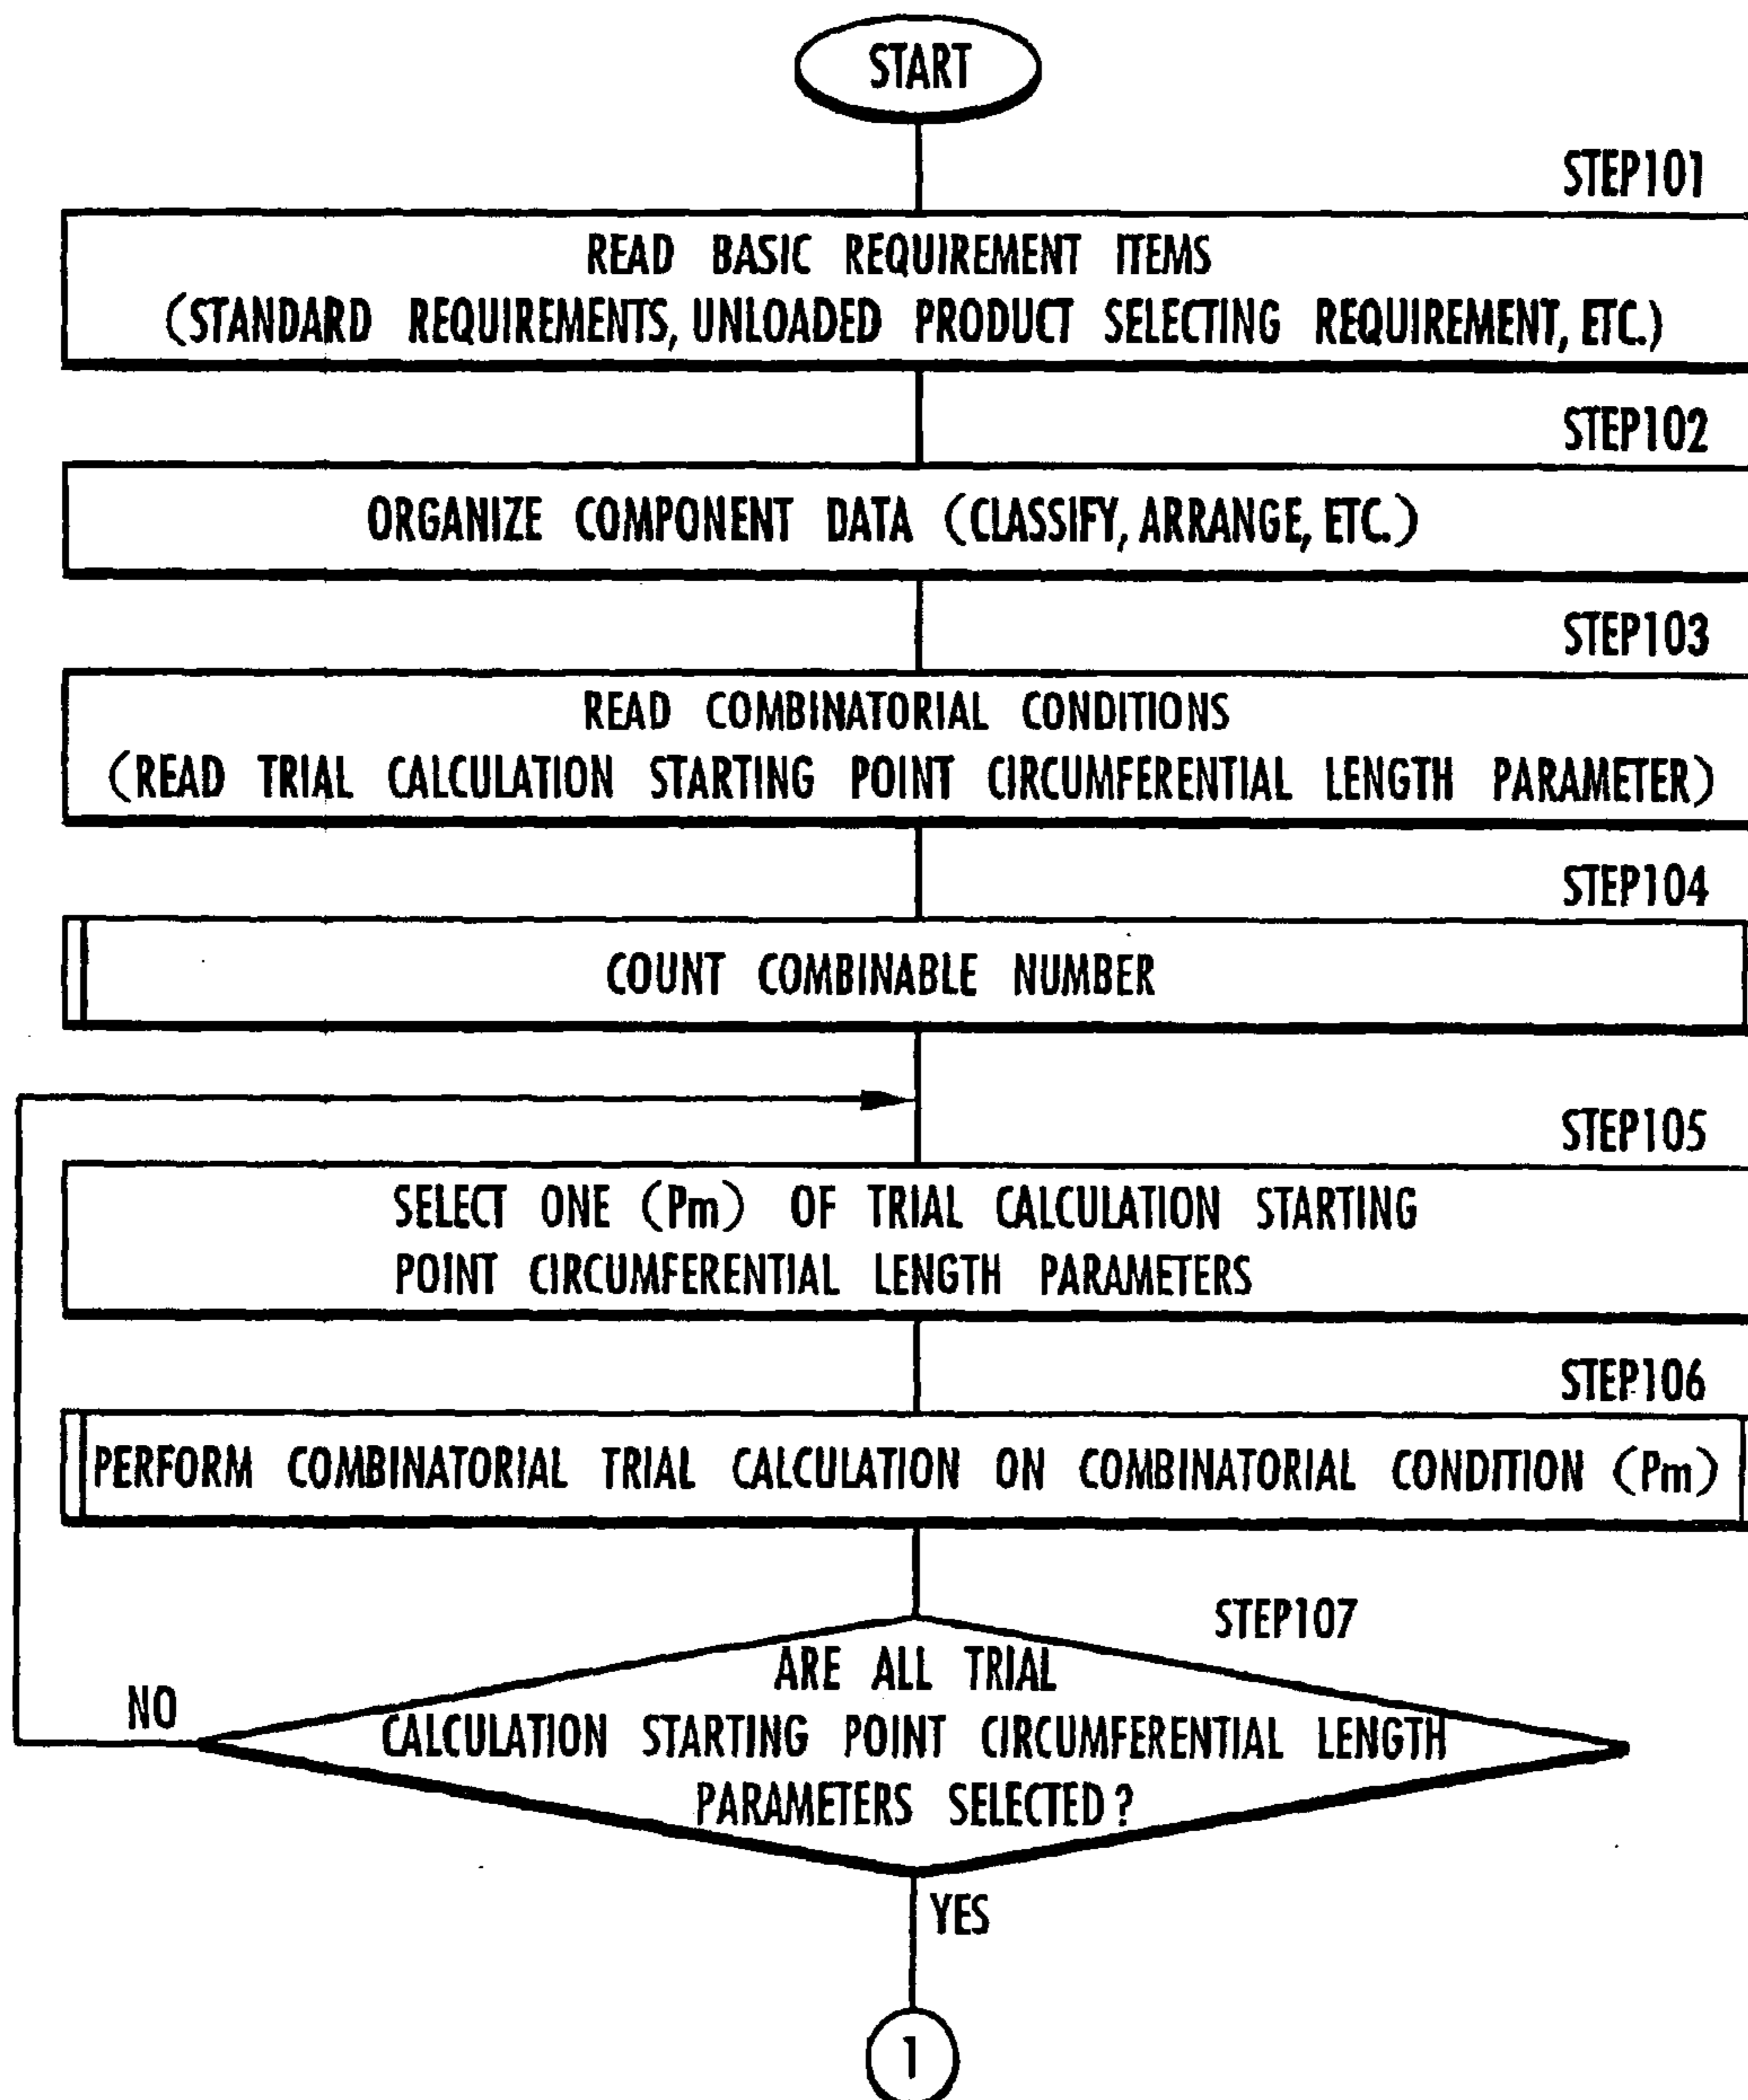 START
STEP101
READ BASIC REQUIREMENT ITEMS
(STANDARD REQUIREMENTS, UNLOADED PRODUCT SELECTING REQUIREMENT, ETC.)
STEP102
ORGANIZE COMPONENT DATA (CLASSIFY, ARRANGE, ETC.)
STEP103
READ COMBINATORIAL CONDITIONS
(READ TRIAL CALCULATION STARTING POINT CIRCUMFERENTIAL LENGTH PARAMETER)
STEP104
COUNT COMBINABLE NUMBER
STEP105
SELECT ONE (Pm) OF TRIAL CALCULATION STARTING
POINT CIRCUMFERENTIAL LENGTH PARAMETERS
STEP106
PERFORM COMBINATORIAL TRIAL CALCULATION ON COMBINATORIAL CONDITION (Pm)
STEP107
ARE ALL TRIAL
CALCULATION STARTING POINT CIRCUMFERENTIAL LENGTH
PARAMETERS SELECTED?
NO
YES
1